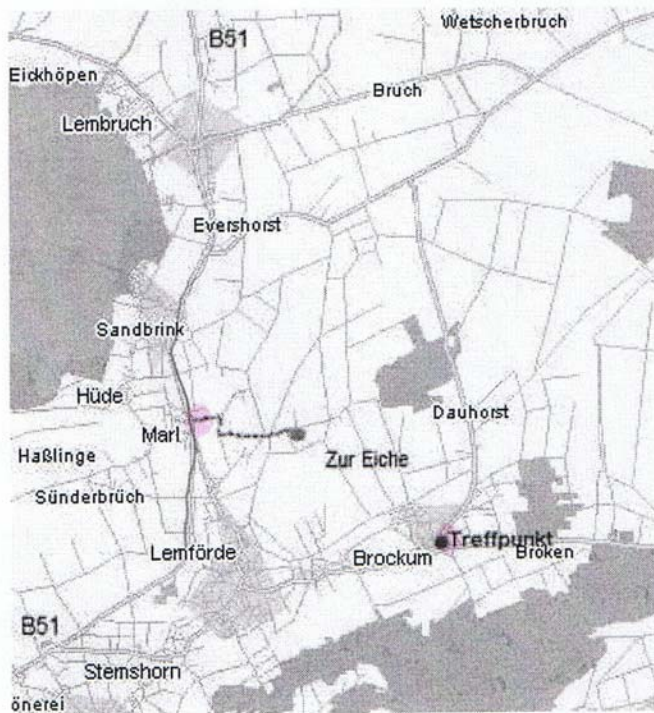 Wetscherbruch
B51
Eickhöpen
Bruch
Lembruch
Evershorst
Sandbrink
Hüde
Dauhorst
Marl
Haßlinge
Zur Eiche
Sünderbruch
Treffpunkt
Lemförde
Brockum
Broken
B51
Stemshorn
önerei